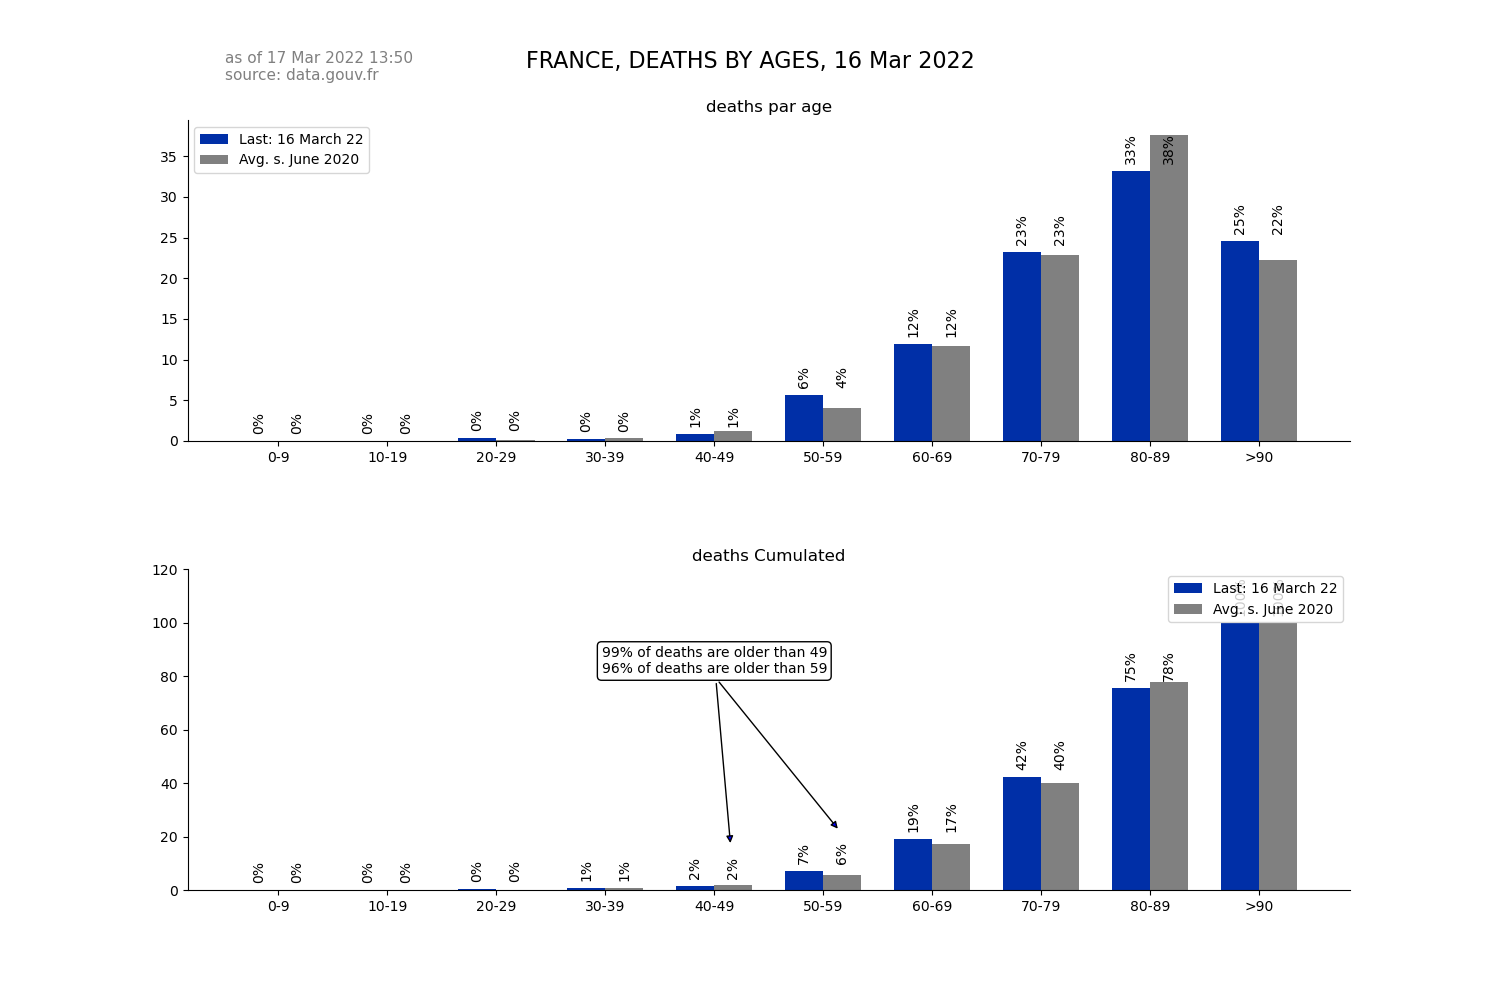 as of 17 Mar 2022 13:50
source: data.gouv.fr
FRANCE, DEATHS BY AGES, 16 Mar 2022
deaths par age
Last: 16 March 22
Avg. s. June 2020
35
30
25
20
15
10
5
0
0% 0% 0% 0% 0% 0% 0% 0% 1% 1% 6% 4% 12% 12% 23% 23% 33% 38% 25% 22%
0-9 10-19 20-29 30-39 40-49 50-59 60-69 70-79 80-89 >90
deaths Cumulated
Last: 16 March 22
Avg. s. June 2020
120
100
80
60
40
20
0
99% of deaths are older than 49
96% of deaths are older than 59
0% 0% 0% 0% 0% 0% 1% 1% 2% 2% 7% 6% 19% 17% 42% 40% 75% 78% 100% 100%
0-9 10-19 20-29 30-39 40-49 50-59 60-69 70-79 80-89 >90